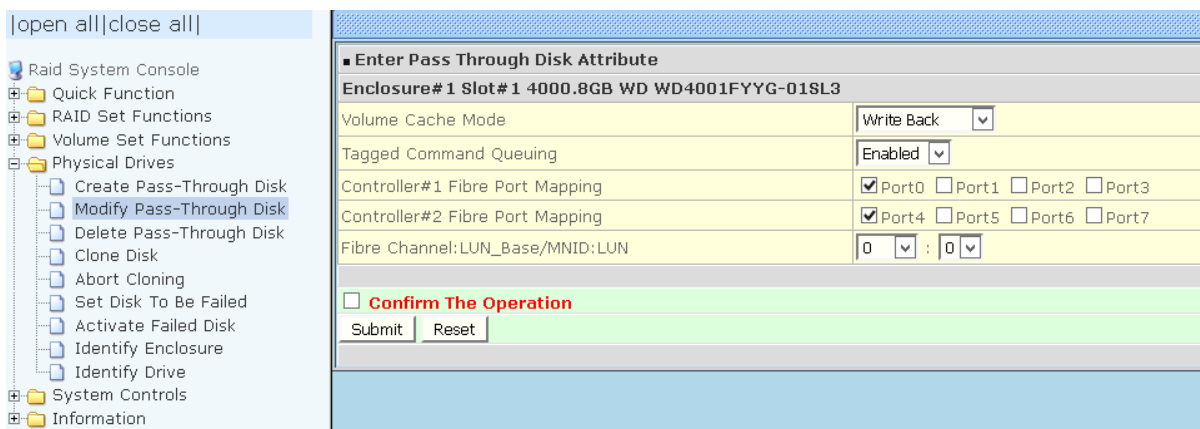 |open all|close all|
Raid System Console
Quick Function
RAID Set Functions
Volume Set Functions
Physical Drives
Create Pass-Through Disk
Modify Pass-Through Disk
Delete Pass-Through Disk
Clone Disk
Abort Cloning
Set Disk To Be Failed
Activate Failed Disk
Identify Enclosure
Identify Drive
System Controls
Information
Enter Pass Through Disk Attribute
Enclosure#1 Slot#1 4000.8GB WD WD4001FYYG-01SL3
Volume Cache Mode Write Back
Tagged Command Queuing Enabled
Controller#1 Fibre Port Mapping Port0 Port1 Port2 Port3
Controller#2 Fibre Port Mapping Port4 Port5 Port6 Port7
Fibre Channel:LUN_Base/MNID:LUN 0 : 0
Confirm The Operation
Submit Reset